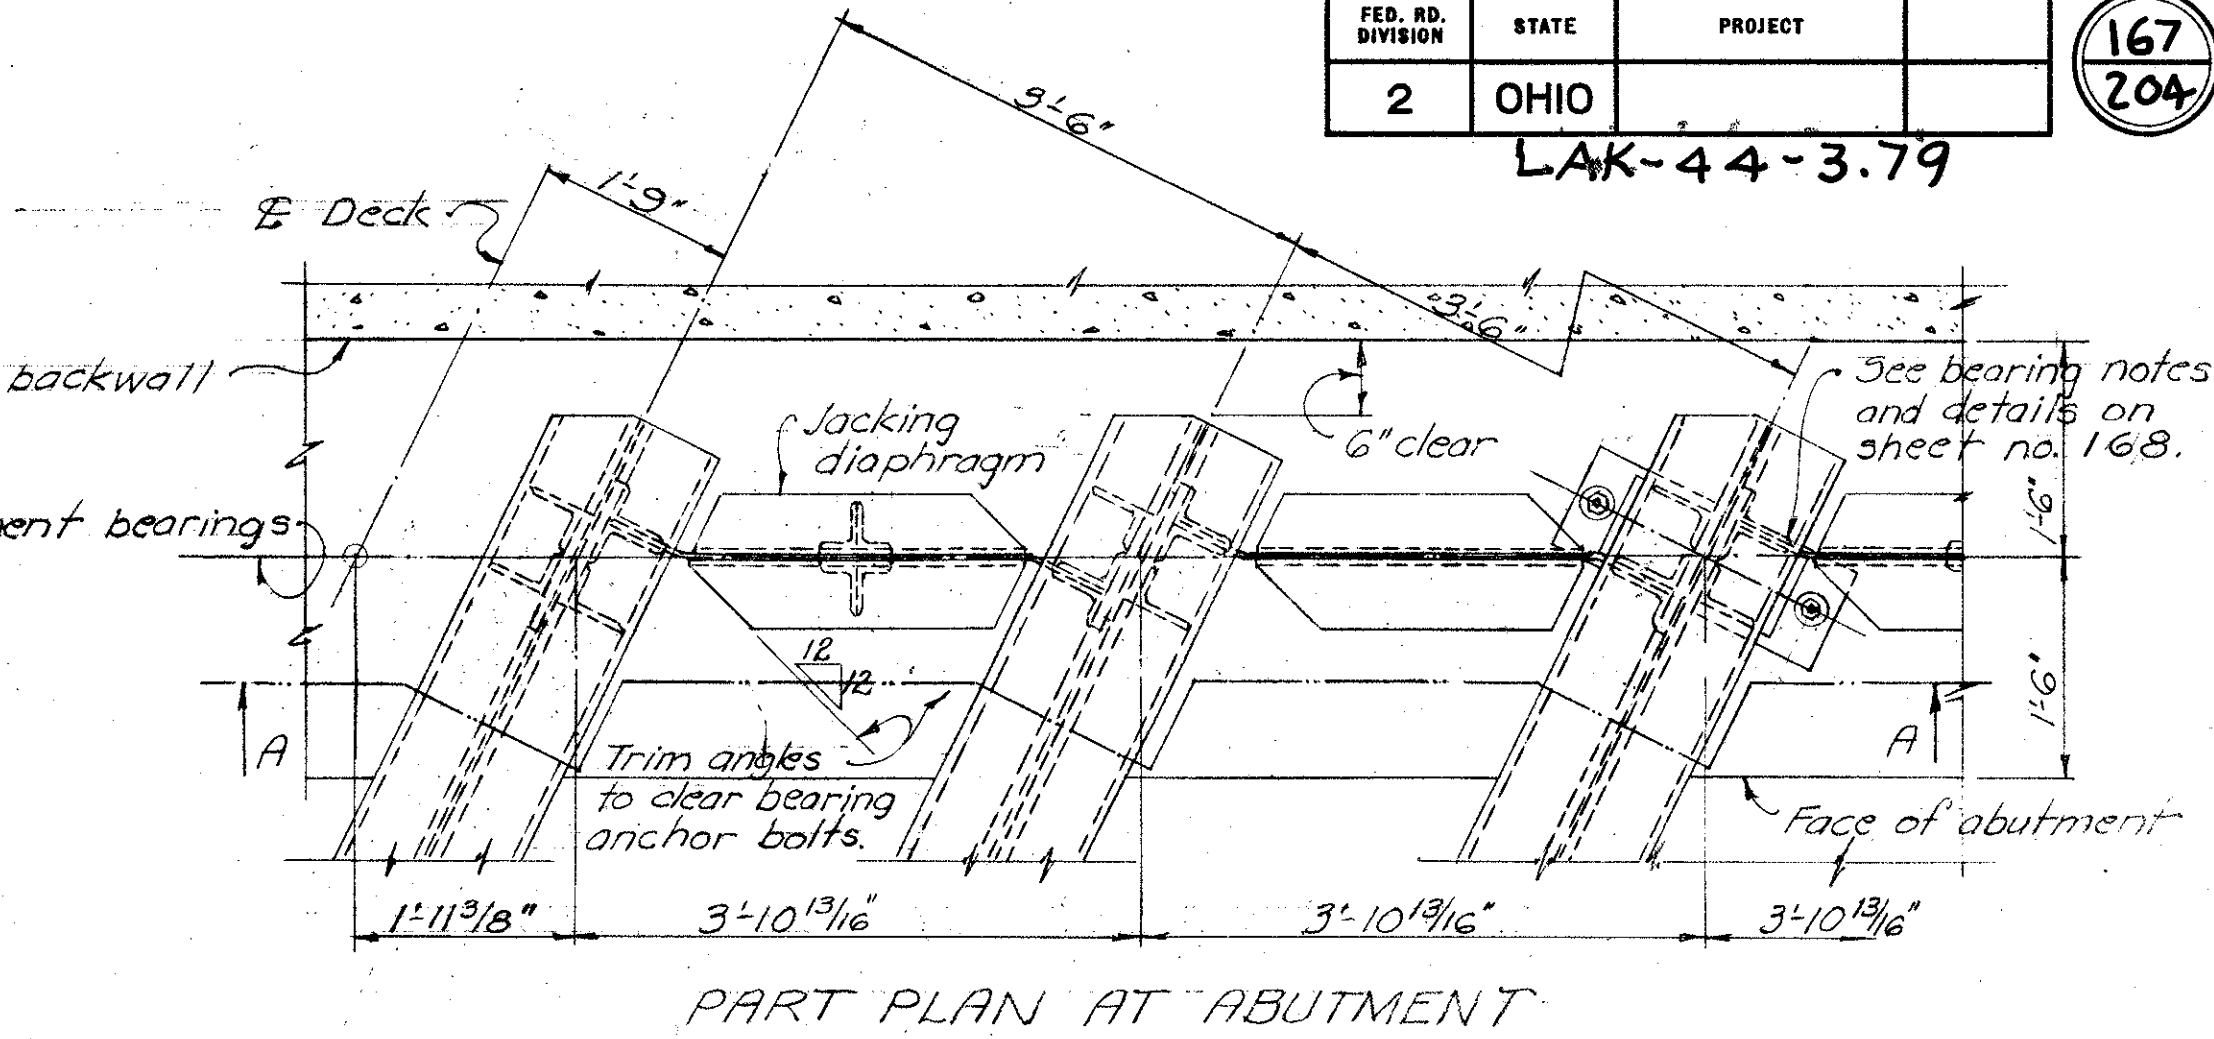 FED. RD.
DIVISION
STATE
PROJECT
2
OHIO
167
204
LAK-44-3.79
3'-6"
1'-9"
℄ Deck
3'-6"
backwall
See bearing notes
and details on
sheet no. 168.
Jacking
diaphragm
6" clear
1'-6"
bearings
12
12
1'-6"
A
A
Trim angles
to clear bearing
anchor bolts.
Face of abutment
1'-11 3/8"
3'-10 13/16"
3'-10 13/16"
3'-10 13/16"
PART PLAN AT ABUTMENT